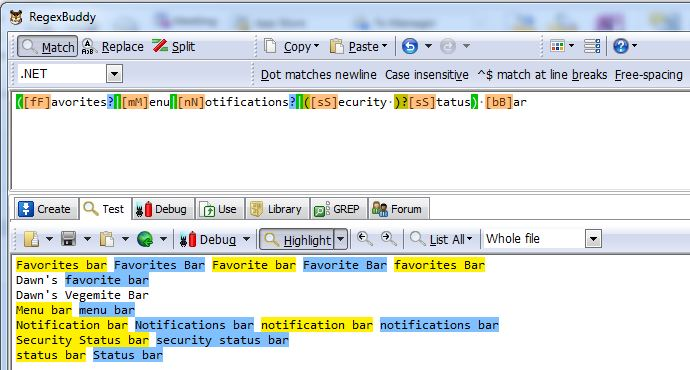 RegexBuddy
Match Replace Split Copy Paste
.NET Dot matches newline Case insensitive ^$ match at line breaks Free-spacing
([fF]avorites?|[mM]enu|[nN]otifications?|([sS]ecurity·)?[sS]tatus)·[bB]ar
Create Test Debug Use Library GREP Forum
Debug Highlight List All Whole file
Favorites bar Favorites Bar Favorite bar Favorite Bar favorites Bar
Dawn's favorite bar
Dawn's Vegemite Bar
Menu bar menu bar
Notification bar Notifications bar notification bar notifications bar
Security Status bar security status bar
status bar Status bar